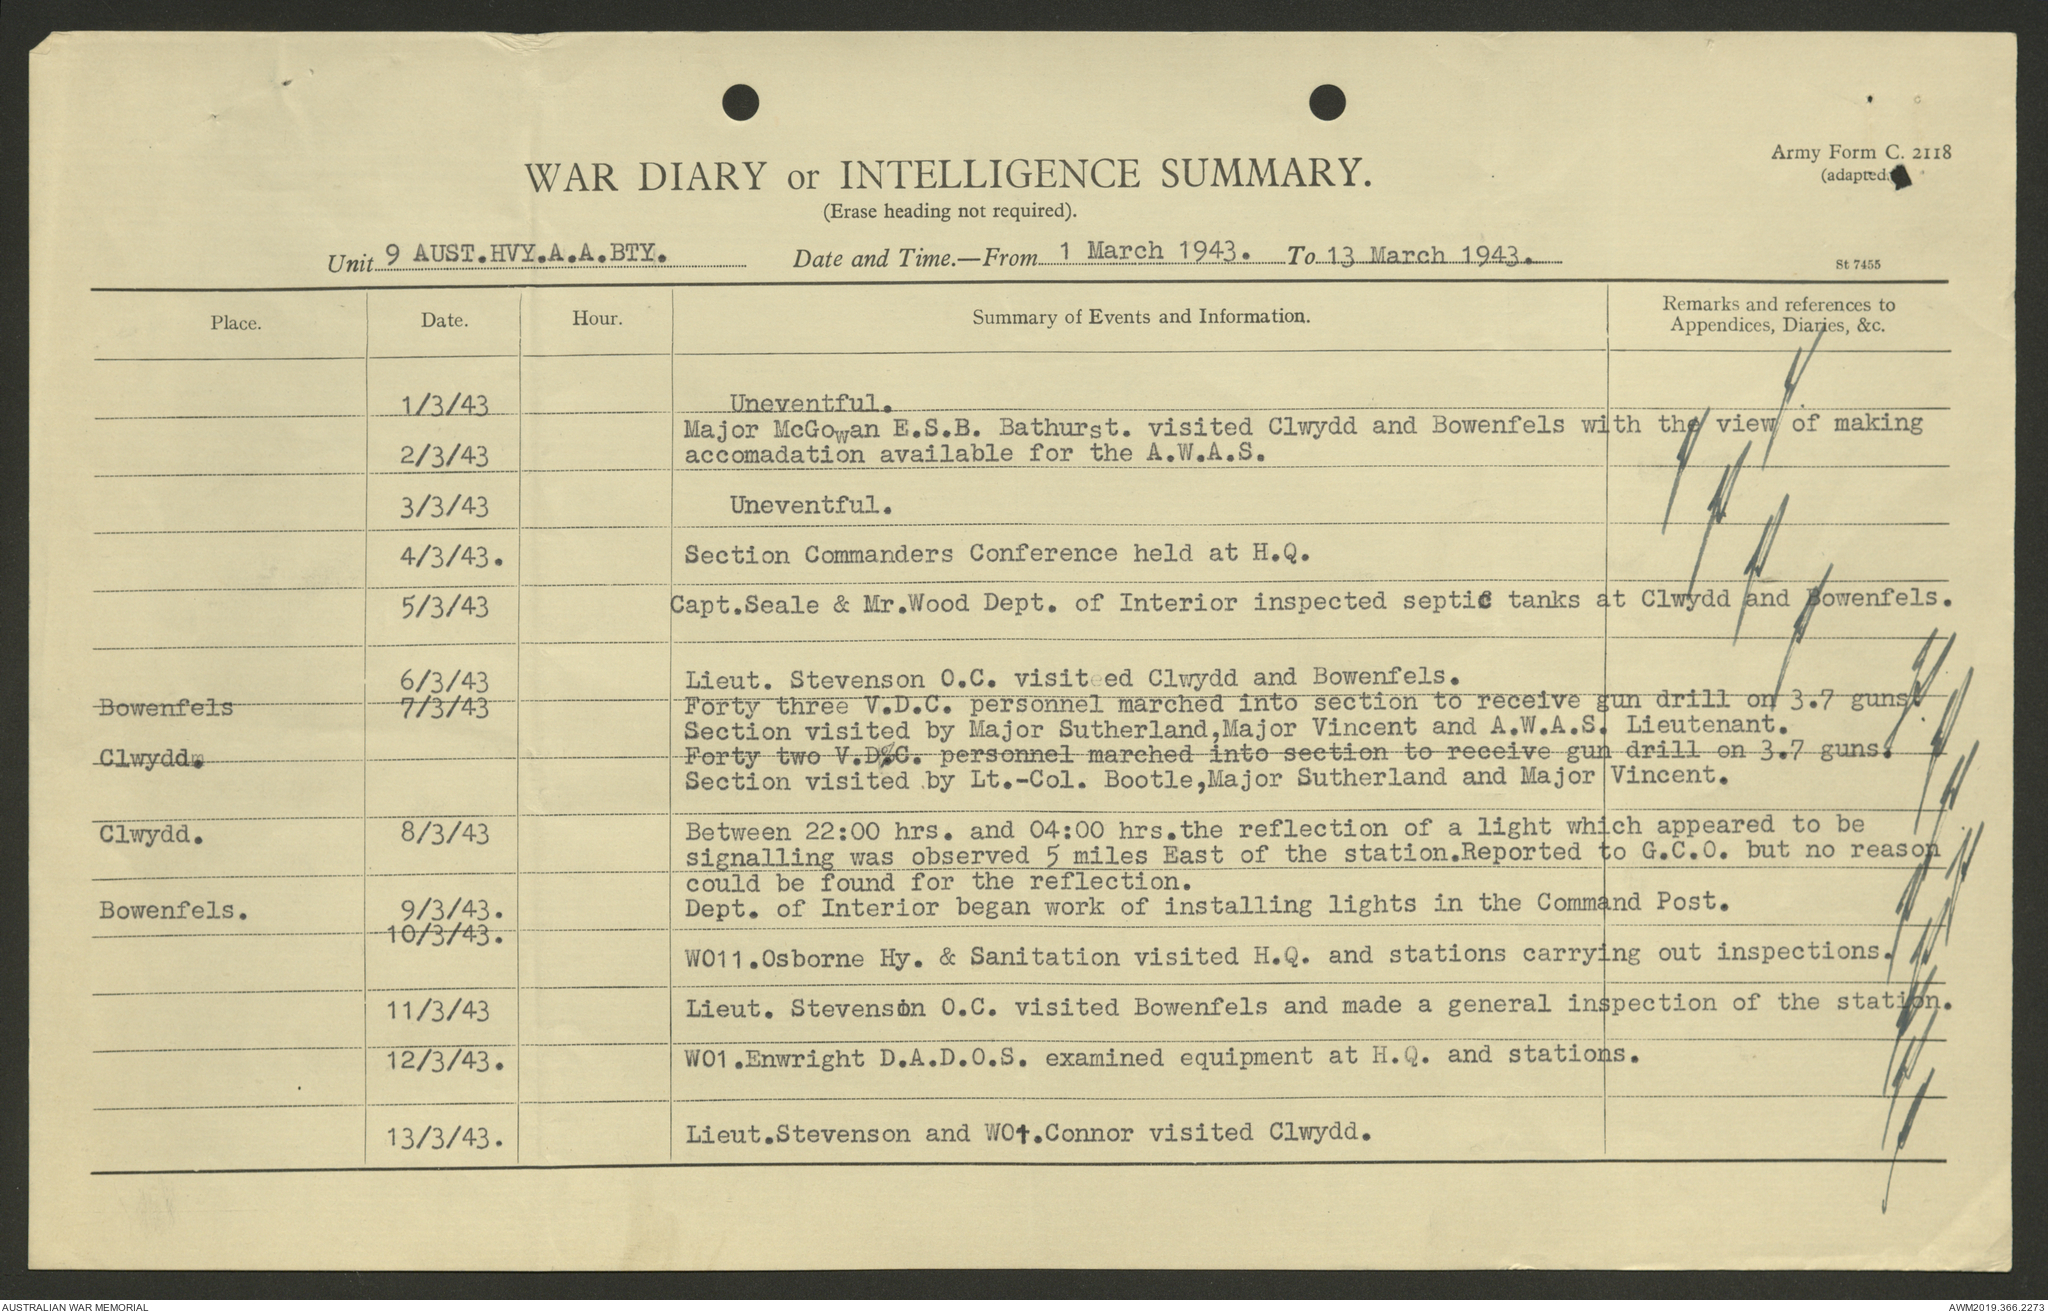 Army Form C. 2118
(adapted.)
WAR DIARY or INTELLIGENCE SUMMARY.
(Erase heading not required).
Unit 9 AUST.HVY.A.A.BTY. Date and Time.—From 1 March 1943. To 13 March 1943.
St 7455
Place. Date. Hour. Summary of Events and Information. Remarks and references to
Appendices, Diaries, &c.
1/3/43 Uneventful.
Major McGowan E.S.B. Bathurst. visited Clwydd and Bowenfels with the view of making
2/3/43 accomadation available for the A.W.A.S.
3/3/43 Uneventful.
4/3/43. Section Commanders Conference held at H.Q.
5/3/43 Capt.Seale & Mr.Wood Dept. of Interior inspected septic tanks at Clwydd and Bowenfels.
6/3/43 Lieut. Stevenson O.C. visited Clwydd and Bowenfels.
Bowenfels 7/3/43 Forty three V.D.C. personnel marched into section to receive gun drill on 3.7 guns.
Section visited by Major Sutherland,Major Vincent and A.W.A.S. Lieutenant.
Clwydd. Forty two V.D.C. personnel marched into section to receive gun drill on 3.7 guns.
Section visited by Lt.-Col. Bootle,Major Sutherland and Major Vincent.
Clwydd. 8/3/43 Between 22:00 hrs. and 04:00 hrs.the reflection of a light which appeared to be
signalling was observed 5 miles East of the station.Reported to G.C.O. but no reason
could be found for the reflection.
Bowenfels. 9/3/43. Dept. of Interior began work of installing lights in the Command Post.
10/3/43.
WO11.Osborne Hy. & Sanitation visited H.Q. and stations carrying out inspections.
11/3/43 Lieut. Stevenson O.C. visited Bowenfels and made a general inspection of the station.
12/3/43. WO1.Enwright D.A.D.O.S. examined equipment at H.Q. and stations.
13/3/43. Lieut.Stevenson and WO1.Connor visited Clwydd.
AUSTRALIAN WAR MEMORIAL
AWM2019.366.2273